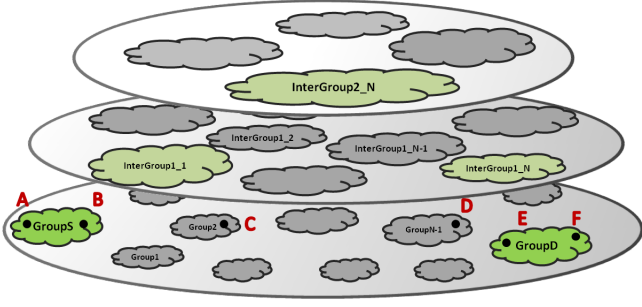 InterGroup2_N
InterGroup1_2
InterGroup1_N-1
InterGroup1_1
InterGroup1_N
A
B
GroupS
Group2
C
D
GroupN-1
E
F
GroupD
Group1